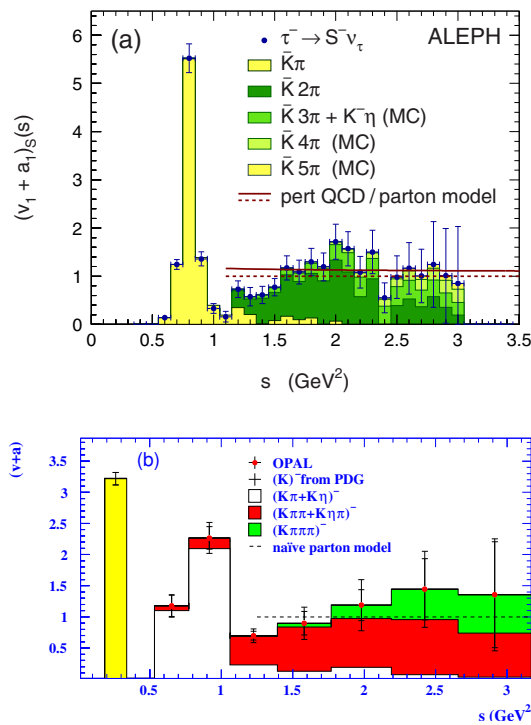 (a)
τ⁻ → S⁻ν_τ
ALEPH
K̄π
K̄2π
K̄3π + K⁻η (MC)
K̄4π (MC)
K̄5π (MC)
pert QCD / parton model
(v₁ + a₁)_S(s)
6
5
4
3
2
1
0
0 0.5 1 1.5 2 2.5 3 3.5
s (GeV²)
(v+a)
(b)
OPAL
(K)⁻ from PDG
(Kπ+Kη)⁻
(Kππ+Kηπ)⁻
(Kπππ)⁻
naïve parton model
3.5
3
2.5
2
1.5
1
0.5
0.5 1 1.5 2 2.5 3
s (GeV²